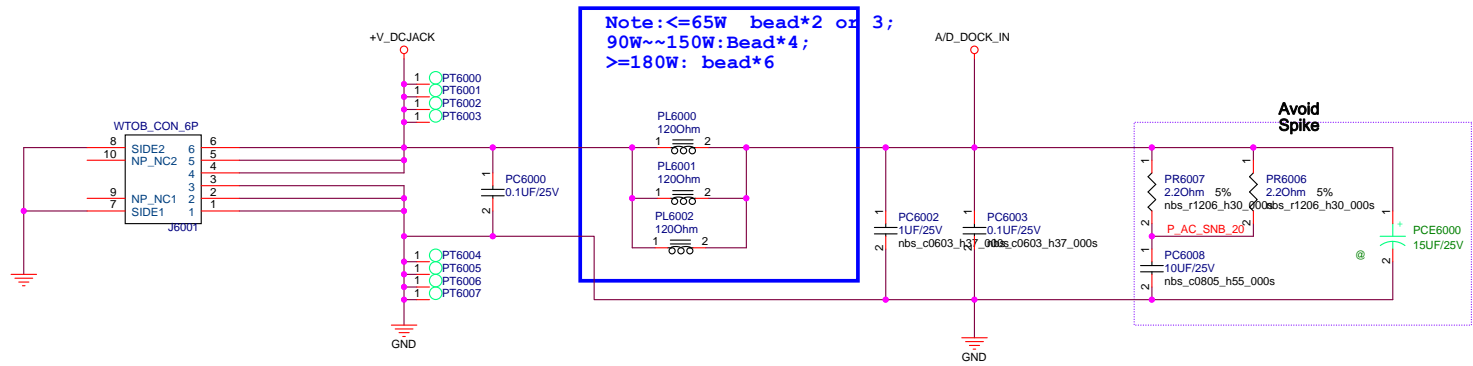 Note:<=65W bead*2 or 3;
90W~~150W:Bead*4;
>=180W: bead*6
+V_DCJACK
A/D_DOCK_IN
1 PT6000
1 PT6001
1 PT6002
1 PT6003
Avoid
Spike
WTOB_CON_6P
8 SIDE2 6 6
10 NP_NC2 5 5
4 4
3 3
9 NP_NC1 2 2
7 SIDE1 1 1
J6001
1
PC6000
0.1UF/25V
2
PL6000
120Ohm
1 2
PL6001
120Ohm
1 2
PL6002
120Ohm
1 2
1
PC6002
1UF/25V
2
nbs_c0603_h37_000s
1
PC6003
0.1UF/25V
2
nbs_c0603_h37_000s
1
PR6007
2.2Ohm 5%
nbs_r1206_h30_000s
2
1
PR6006
2.2Ohm 5%
nbs_r1206_h30_000s
2
P_AC_SNB_20
1
PC6008
10UF/25V
2
nbs_c0805_h55_000s
1
+
PCE6000
15UF/25V
@
2
1 PT6004
1 PT6005
1 PT6006
1 PT6007
GND
GND